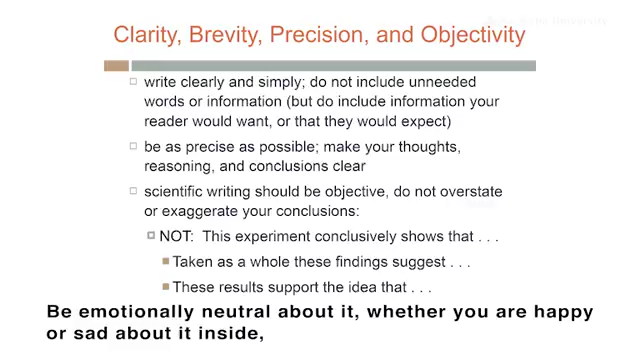 Clarity, Brevity, Precision, and Objectivity
write clearly and simply; do not include unneeded
words or information (but do include information your
reader would want, or that they would expect)
be as precise as possible; make your thoughts,
reasoning, and conclusions clear
scientific writing should be objective, do not overstate
or exaggerate your conclusions:
NOT: This experiment conclusively shows that . . .
Taken as a whole these findings suggest . . .
These results support the idea that . . .
Be emotionally neutral about it, whether you are happy
or sad about it inside,